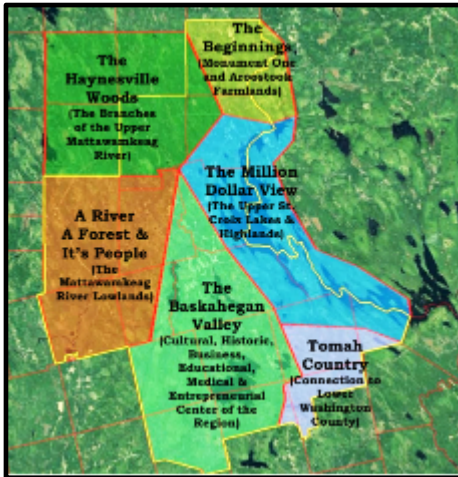 The
Beginnings
(Monument One
and Aroostook
Farmlands)
The
Haynesville
Woods
(The Branches
of the Upper
Mattawamkeag
River)
The Million
Dollar View
(The Upper St.
Croix Lakes &
Highlands)
A River
A Forest &
It's People
(The
Mattawamkeag
River Lowlands)
The
Baskahegan
Valley
(Cultural, Historic,
Business,
Educational,
Medical &
Entrepreneurial
Center of the
Region)
Tomah
Country
(Connection to
Lower
Washington
County)